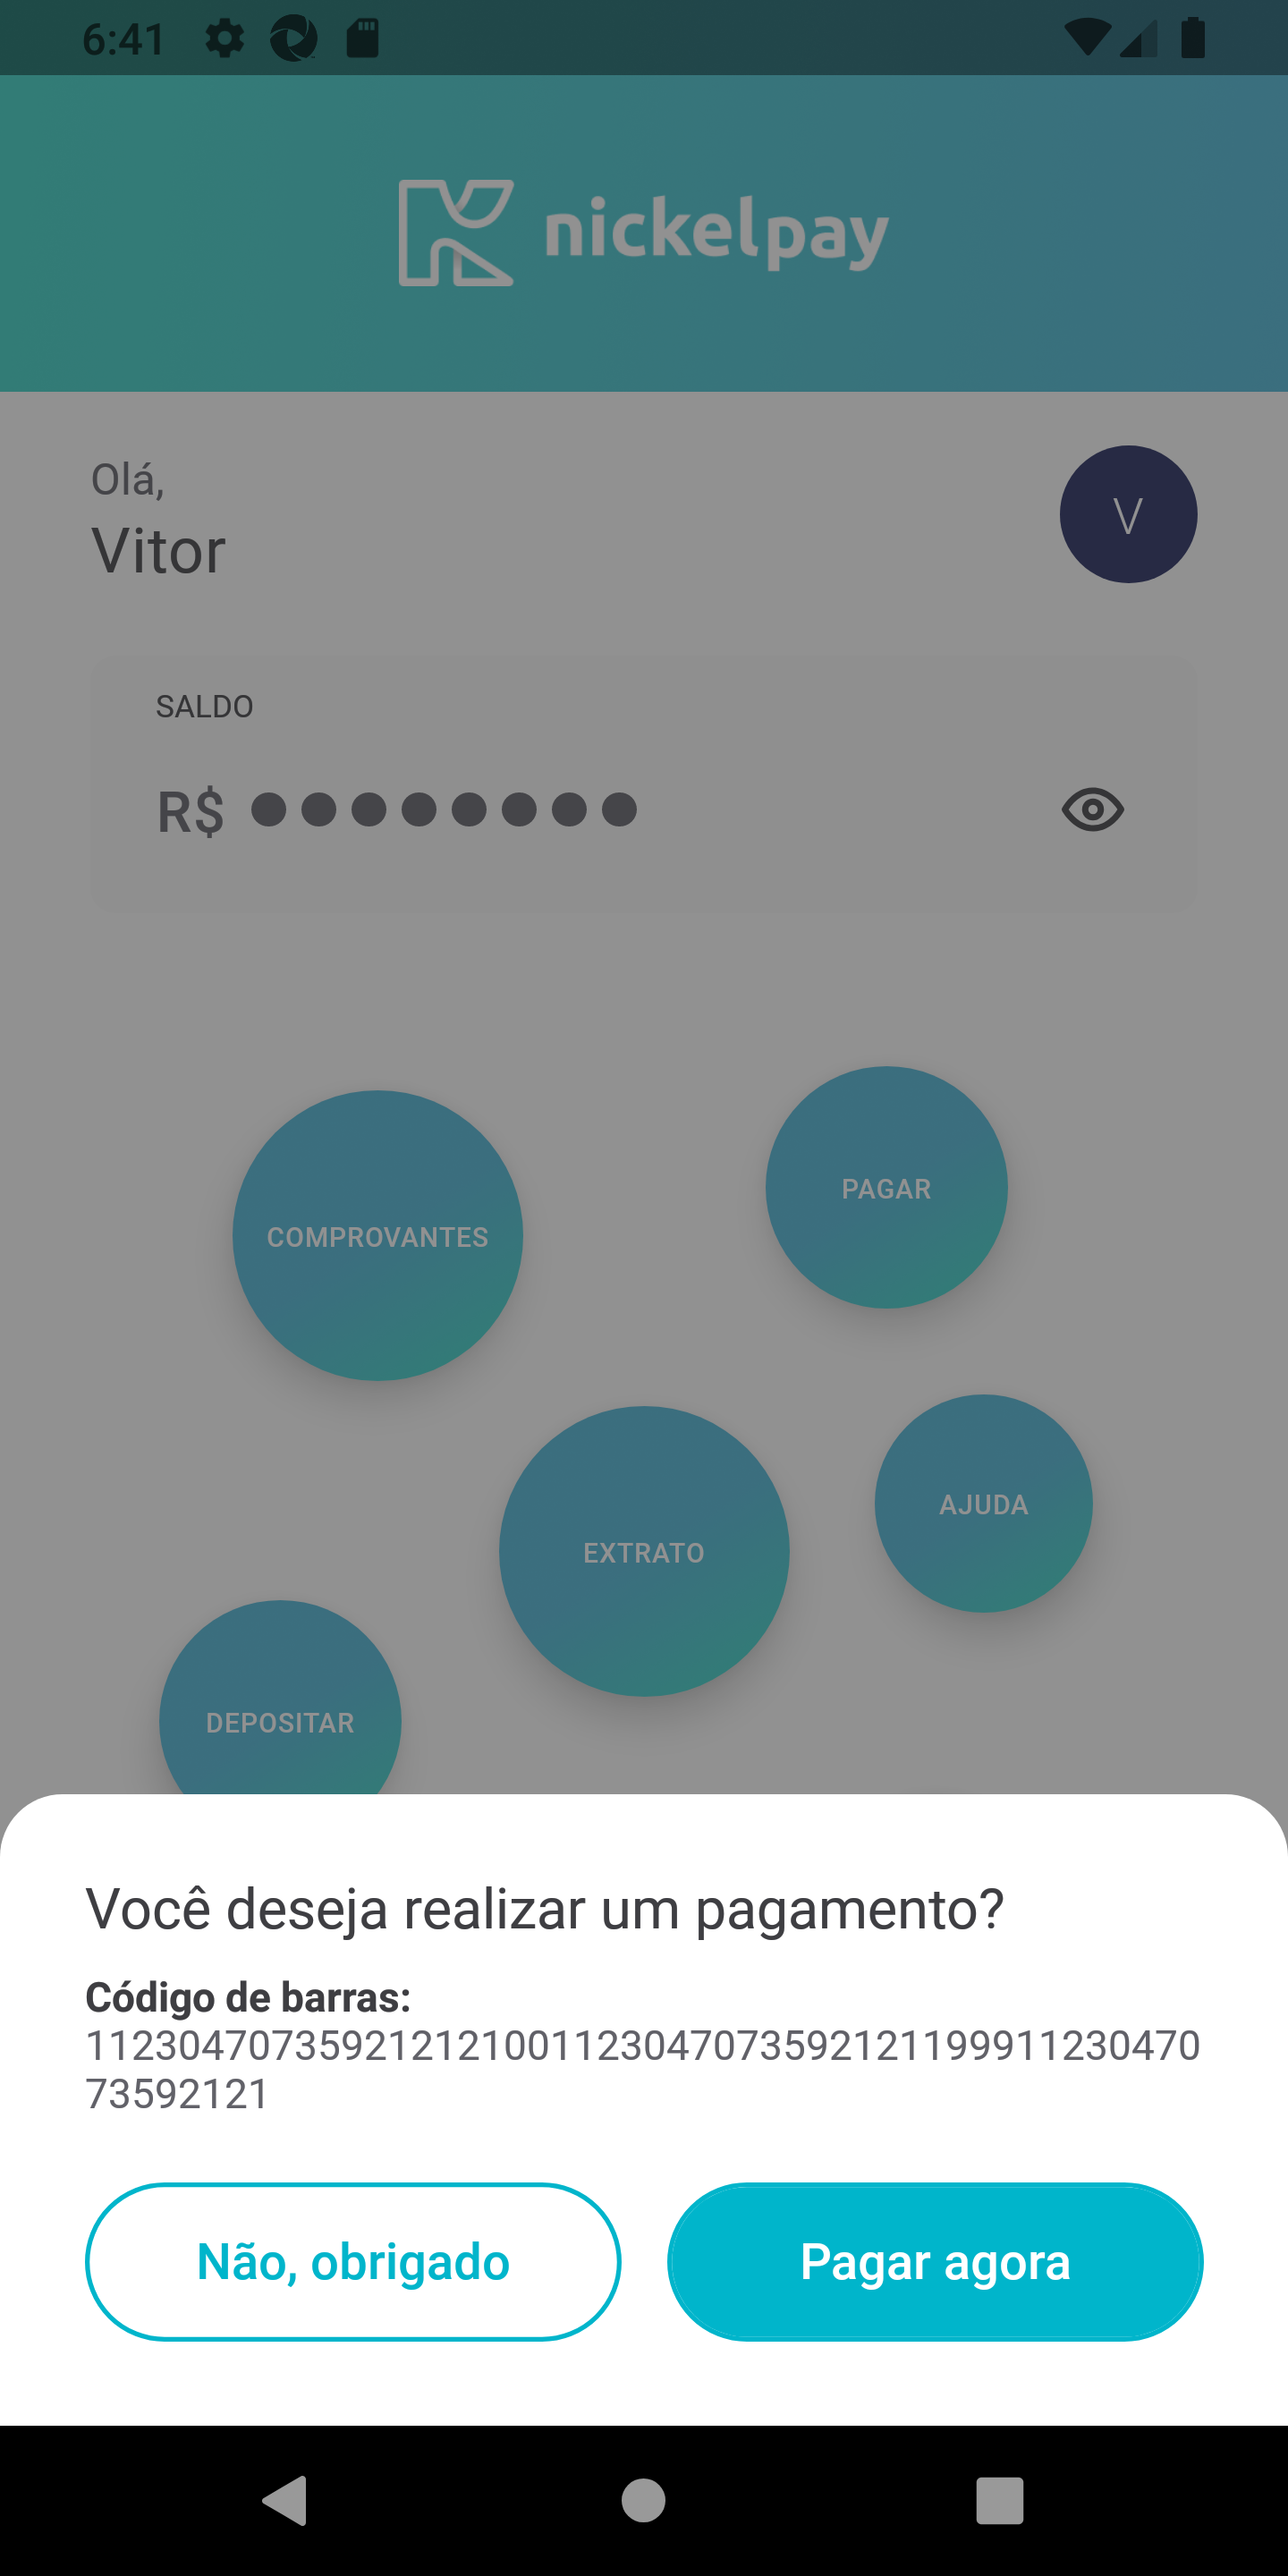 6:41
nickelpay
Olá,
Vitor
V
SALDO
R$
PAGAR
COMPROVANTES
AJUDA
EXTRATO
DEPOSITAR
Você deseja realizar um pagamento?
Código de barras:
112304707359212121001123047073592121199911230470
73592121
Não, obrigado
Pagar agora